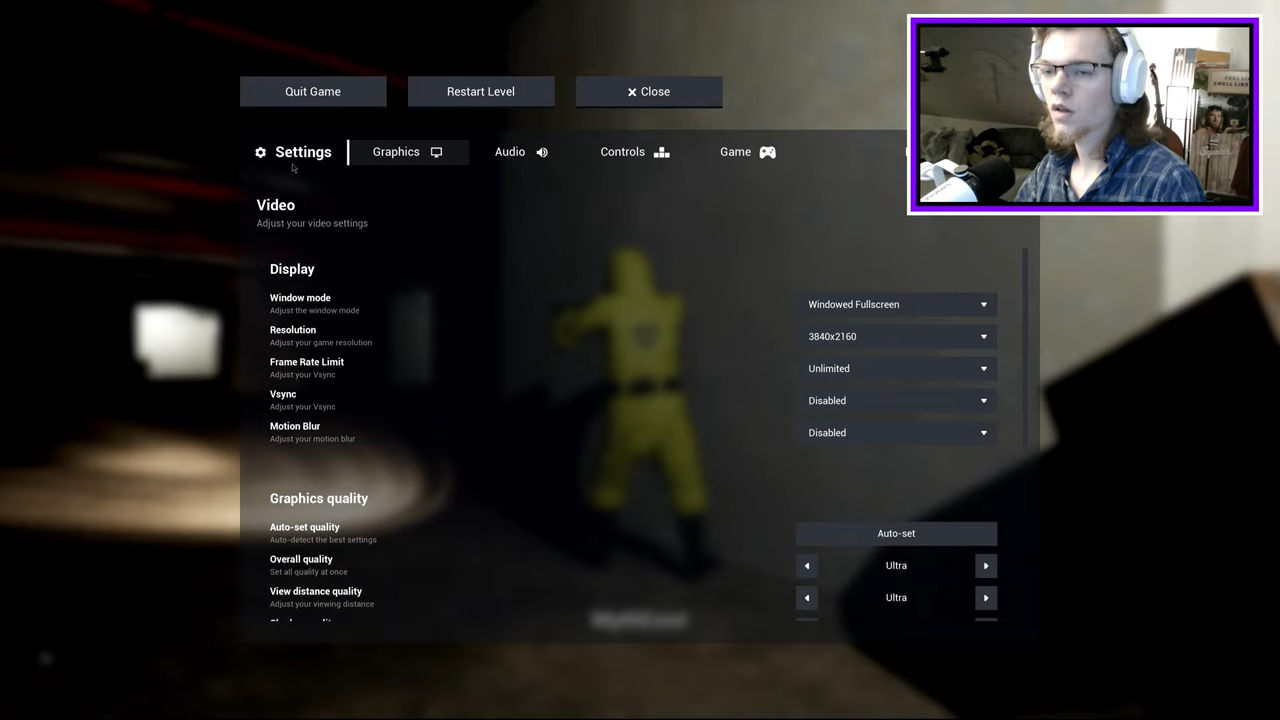 Quit Game
Restart Level
Close
Settings
Graphics
Audio
Controls
Game
Video
Adjust your video settings
Display
Window mode
Adjust the window mode
Windowed Fullscreen
Resolution
Adjust your game resolution
3840x2160
Frame Rate Limit
Adjust your Vsync
Unlimited
Vsync
Adjust your Vsync
Disabled
Motion Blur
Adjust your motion blur
Disabled
Graphics quality
Auto-set quality
Auto-detect the best settings
Auto-set
Overall quality
Set all quality at once
Ultra
View distance quality
Adjust your viewing distance
Ultra